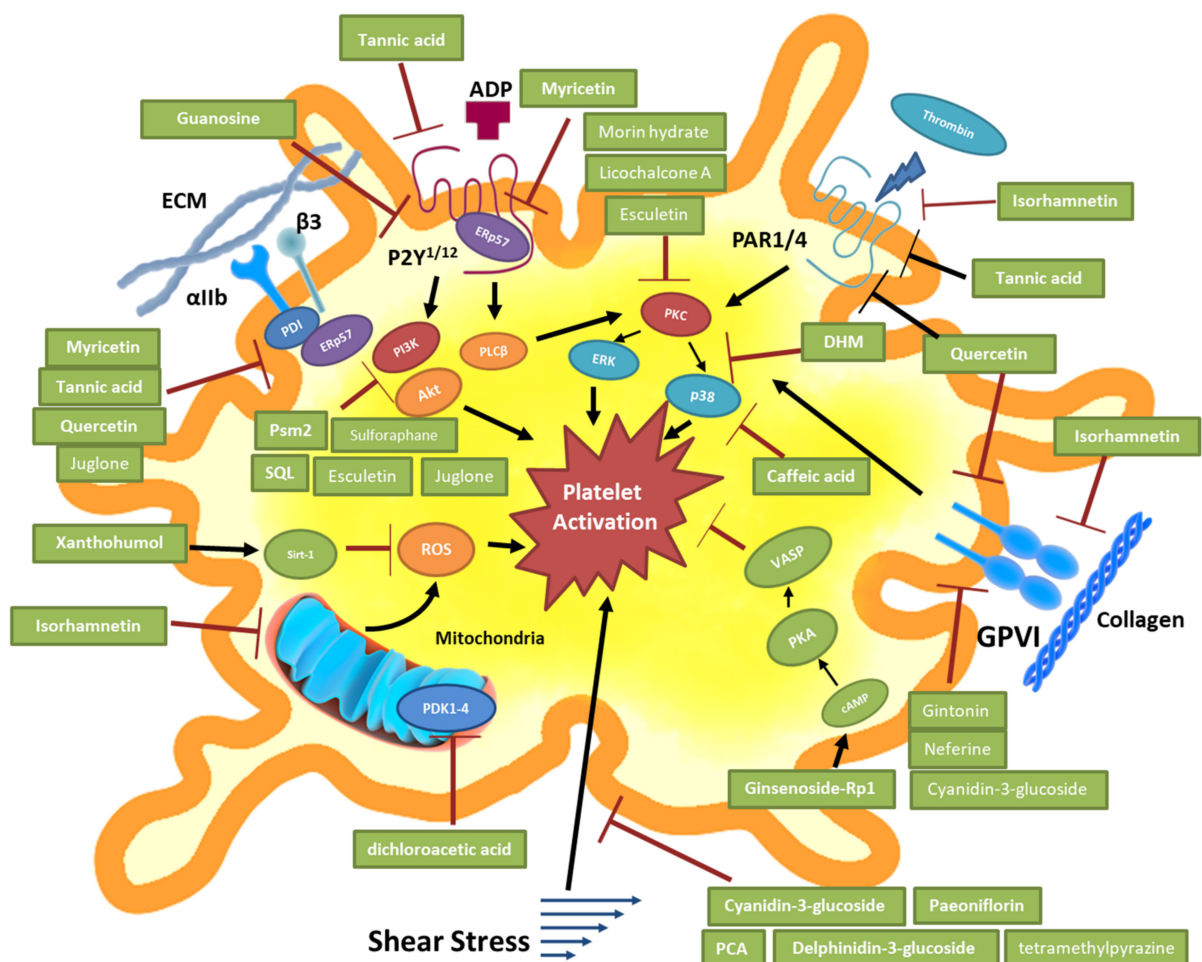 Tannic acid
ADP
Myricetin
Guanosine
Morin hydrate
Licochalcone A
Esculetin
Thrombin
Isorhamnetin
Tannic acid
ECM
β3
αIIb
ERp57
P2Y1/12
PAR1/4
PDI
ERp57
PI3K
PLCβ
Akt
PKC
ERK
p38
DHM
Quercetin
Myricetin
Tannic acid
Quercetin
Juglone
Psm2
Sulforaphane
SQL
Esculetin
Juglone
Platelet
Activation
Caffeic acid
Isorhamnetin
Xanthohumol
Sirt-1
ROS
VASP
PKA
cAMP
Isorhamnetin
Mitochondria
PDK1-4
GPVI
Collagen
Gintonin
Neferine
Cyanidin-3-glucoside
Ginsenoside-Rp1
dichloroacetic acid
Shear Stress
Cyanidin-3-glucoside
Paeoniflorin
PCA
Delphinidin-3-glucoside
tetramethylpyrazine